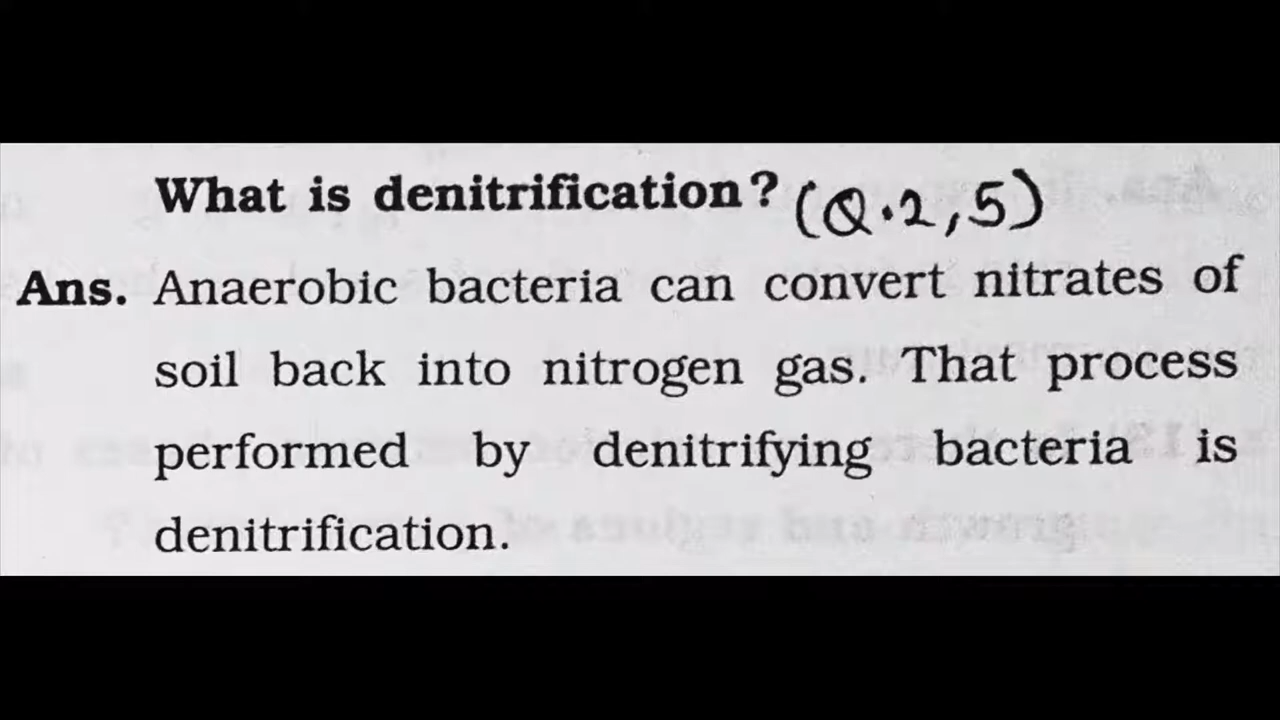 What is denitrification? (Q.2,5)
Ans. Anaerobic bacteria can convert nitrates of
soil back into nitrogen gas. That process
performed by denitrifying bacteria is
denitrification.